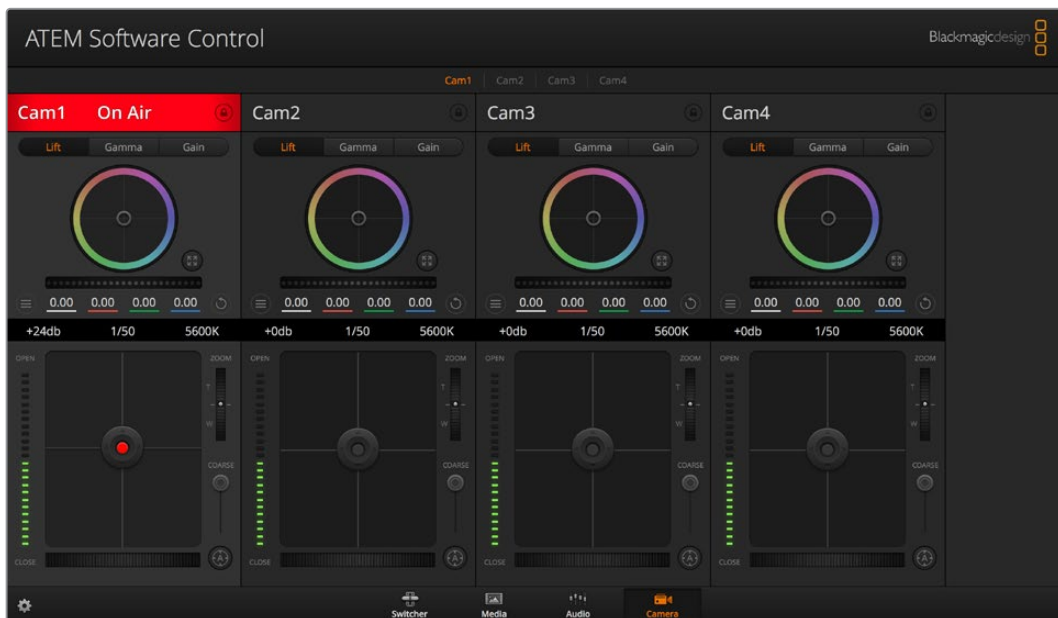 ATEM Software Control
Blackmagicdesign
Cam1 Cam2 Cam3 Cam4
Cam1 On Air
Cam2
Cam3
Cam4
Lift Gamma Gain
Lift Gamma Gain
Lift Gamma Gain
Lift Gamma Gain
0.00 0.00 0.00 0.00
0.00 0.00 0.00 0.00
0.00 0.00 0.00 0.00
0.00 0.00 0.00 0.00
+24db 1/50 5600K
+0db 1/50 5600K
+0db 1/50 5600K
+0db 1/50 5600K
OPEN ZOOM
OPEN ZOOM
OPEN ZOOM
OPEN ZOOM
T
T
T
T
W
W
W
W
COARSE
COARSE
COARSE
COARSE
A
A
A
A
CLOSE
CLOSE
CLOSE
CLOSE
Switcher Media Audio Camera